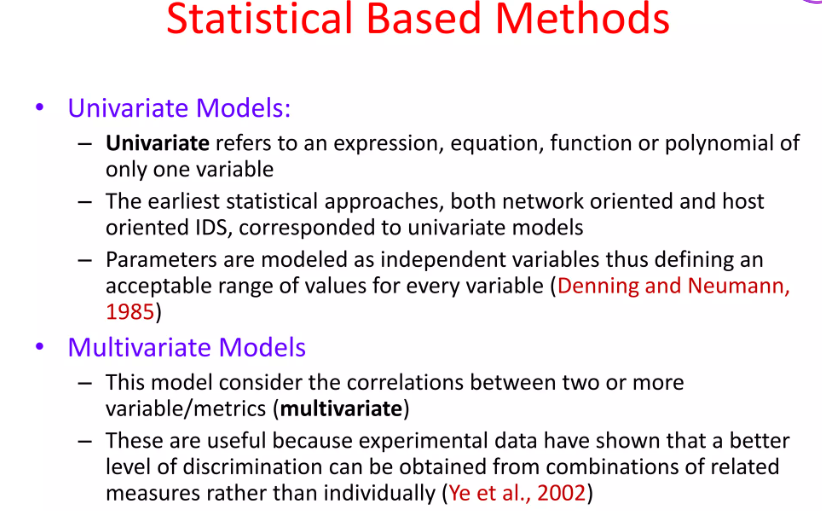 Statistical Based Methods
• Univariate Models:
– Univariate refers to an expression, equation, function or polynomial of
only one variable
– The earliest statistical approaches, both network oriented and host
oriented IDS, corresponded to univariate models
– Parameters are modeled as independent variables thus defining an
acceptable range of values for every variable (Denning and Neumann,
1985)
• Multivariate Models
– This model consider the correlations between two or more
variable/metrics (multivariate)
– These are useful because experimental data have shown that a better
level of discrimination can be obtained from combinations of related
measures rather than individually (Ye et al., 2002)